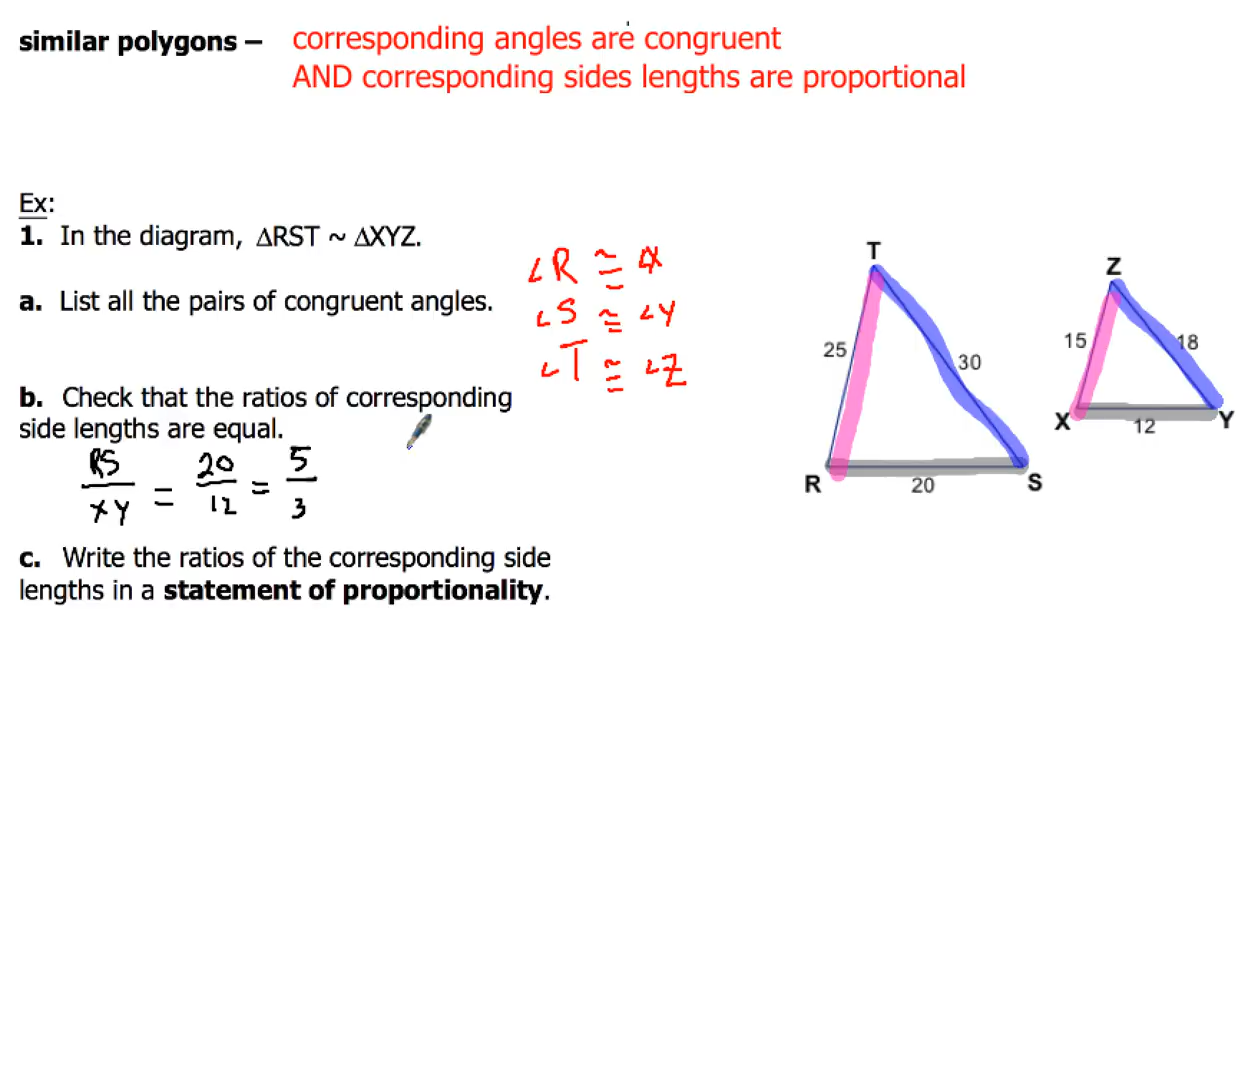 similar polygons – corresponding angles are congruent
AND corresponding sides lengths are proportional
Ex:
1. In the diagram, ΔRST ~ ΔXYZ.
a. List all the pairs of congruent angles.
∠R ≅ ∠X
∠S ≅ ∠Y
∠T ≅ ∠Z
b. Check that the ratios of corresponding
side lengths are equal.
RS/XY = 20/12 = 5/3
c. Write the ratios of the corresponding side
lengths in a statement of proportionality.
T
25
30
R
20
S
Z
15
18
X
12
Y